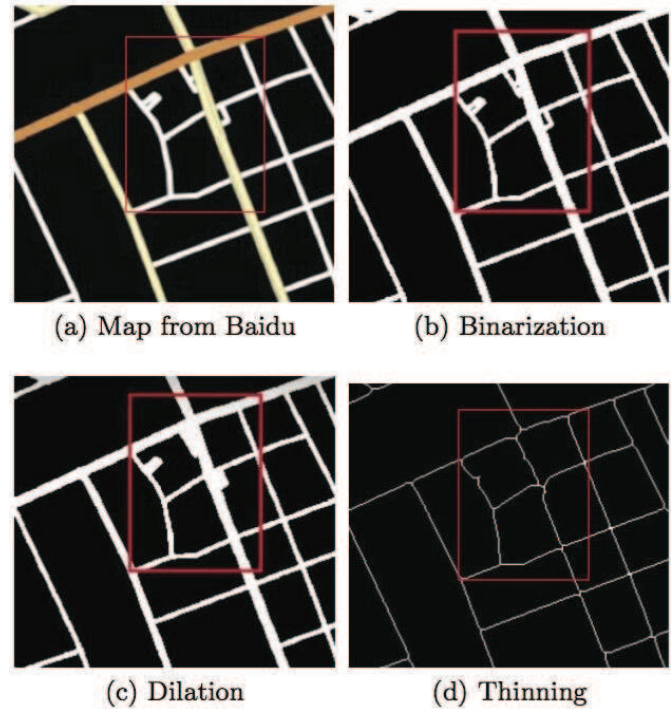 (a) Map from Baidu
(b) Binarization
(c) Dilation
(d) Thinning